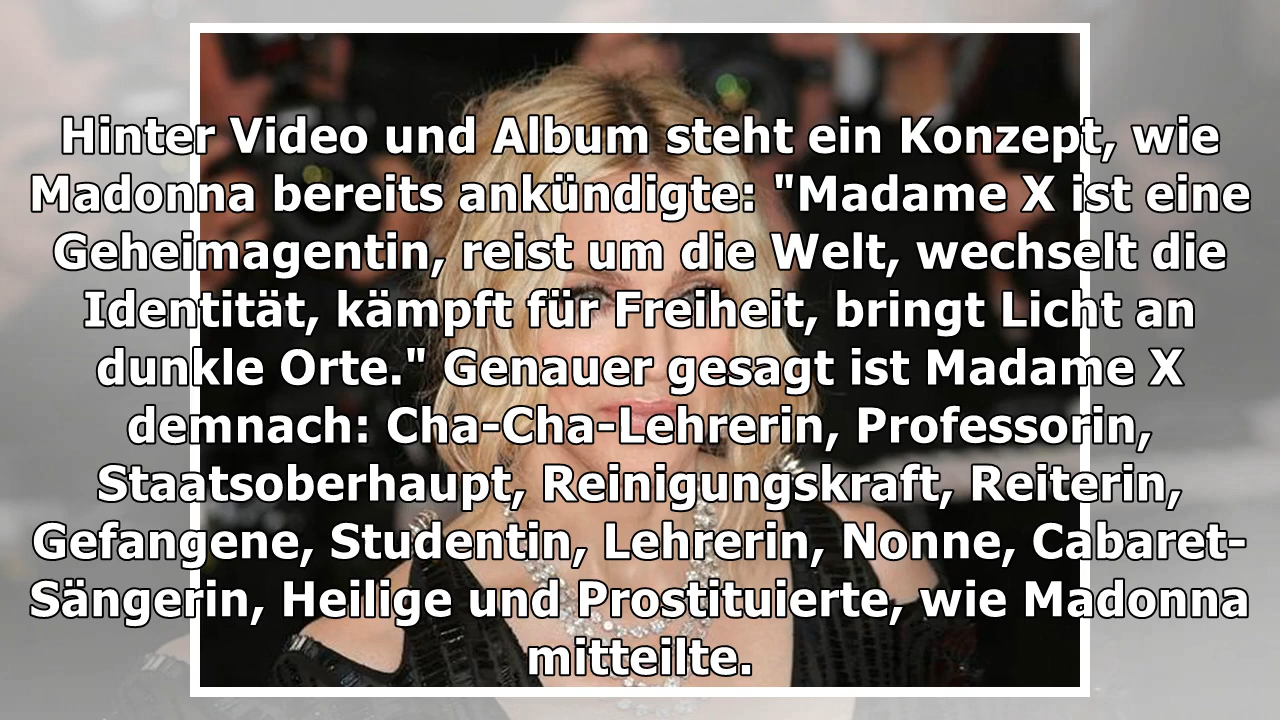 Hinter Video und Album steht ein Konzept, wie
Madonna bereits ankündigte: "Madame X ist eine
Geheimagentin, reist um die Welt, wechselt die
Identität, kämpft für Freiheit, bringt Licht an
dunkle Orte." Genauer gesagt ist Madame X
demnach: Cha-Cha-Lehrerin, Professorin,
Staatsoberhaupt, Reinigungskraft, Reiterin,
Gefangene, Studentin, Lehrerin, Nonne, Cabaret-
Sängerin, Heilige und Prostituierte, wie Madonna
mitteilte.